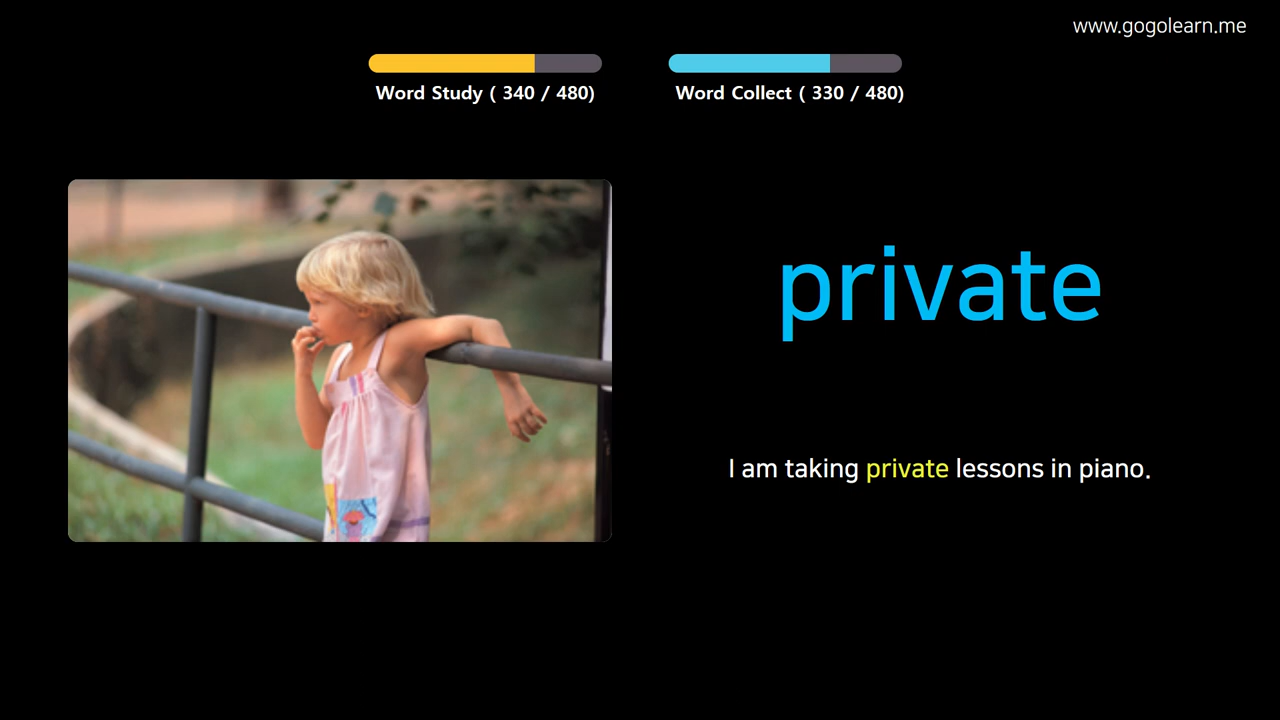 www.gogolearn.me
Word Study ( 340 / 480)
Word Collect ( 330 / 480)
private
I am taking private lessons in piano.